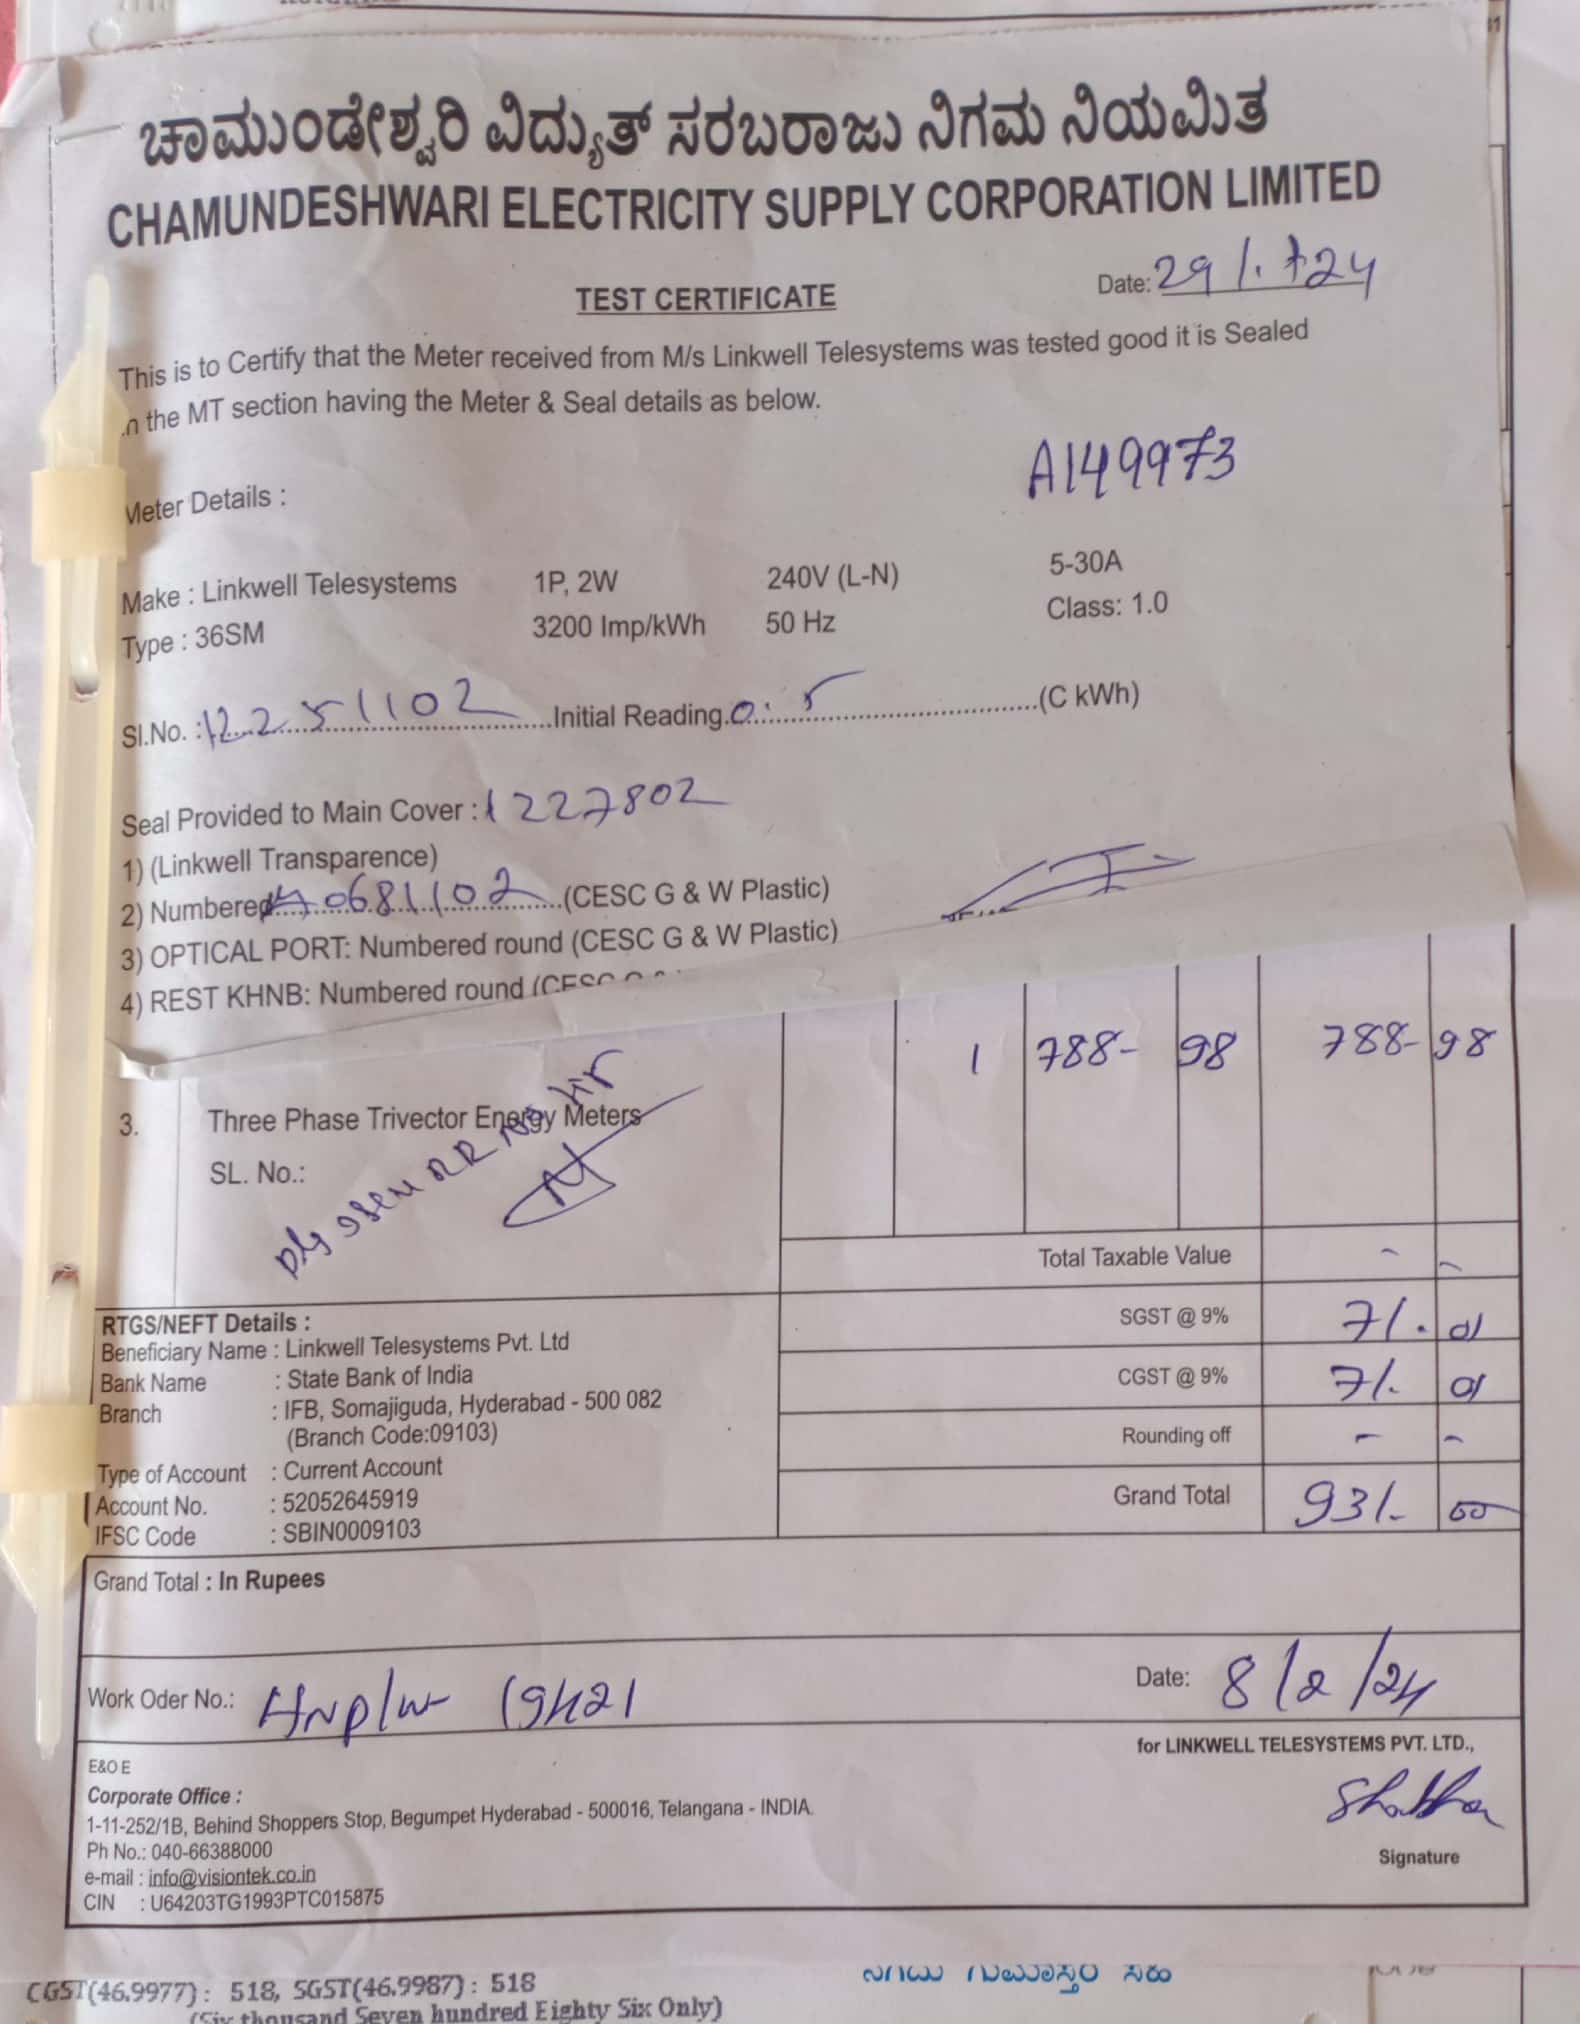 ಚಾಮುಂಡೇಶ್ವರಿ ವಿದ್ಯುತ್ ಸರಬರಾಜು ನಿಗಮ ನಿಯಮಿತ
CHAMUNDESHWARI ELECTRICITY SUPPLY CORPORATION LIMITED
Date:
TEST CERTIFICATE
This is to Certify that the Meter received from M/s Linkwell Telesystems was tested good it is Sealed
the MT section having the Meter & Seal details as below.
A149973
Meter Details :
Make : Linkwell Telesystems 1P, 2W 240V (L-N) 5-30A
Type : 36SM 3200 Imp/kWh 50 Hz Class: 1.0
Sl.No. : 12251102 Initial Reading 0.5 (C kWh)
Seal Provided to Main Cover : 1227802
1) (Linkwell Transparence)
2) Numbered 40681102 (CESC G & W Plastic)
3) OPTICAL PORT: Numbered round (CESC G & W Plastic)
4) REST KHNB: Numbered round
1 788- 98 788- 98
3. Three Phase Trivector Energy Meters
SL. No.:
Total Taxable Value - -
RTGS/NEFT Details : SGST @ 9% 71. 01
Beneficiary Name : Linkwell Telesystems Pvt. Ltd
Bank Name : State Bank of India CGST @ 9% 71. 01
Branch : IFB, Somajiguda, Hyderabad - 500 082
(Branch Code:09103) Rounding off - -
Type of Account : Current Account
Account No. : 52052645919 Grand Total 931. 00
IFSC Code : SBIN0009103
Grand Total : In Rupees
Work Oder No.: Date: 8/2/24
for LINKWELL TELESYSTEMS PVT. LTD.,
E&O E
Corporate Office :
1-11-252/1B, Behind Shoppers Stop, Begumpet Hyderabad - 500016, Telangana - INDIA.
Ph No.: 040-66388000
e-mail : info@visiontek.co.in Signature
CIN : U64203TG1993PTC015875
CGST(46.9977) : 518, SGST(46.9987) : 518
(Six thousand Seven hundred Eighty Six Only)